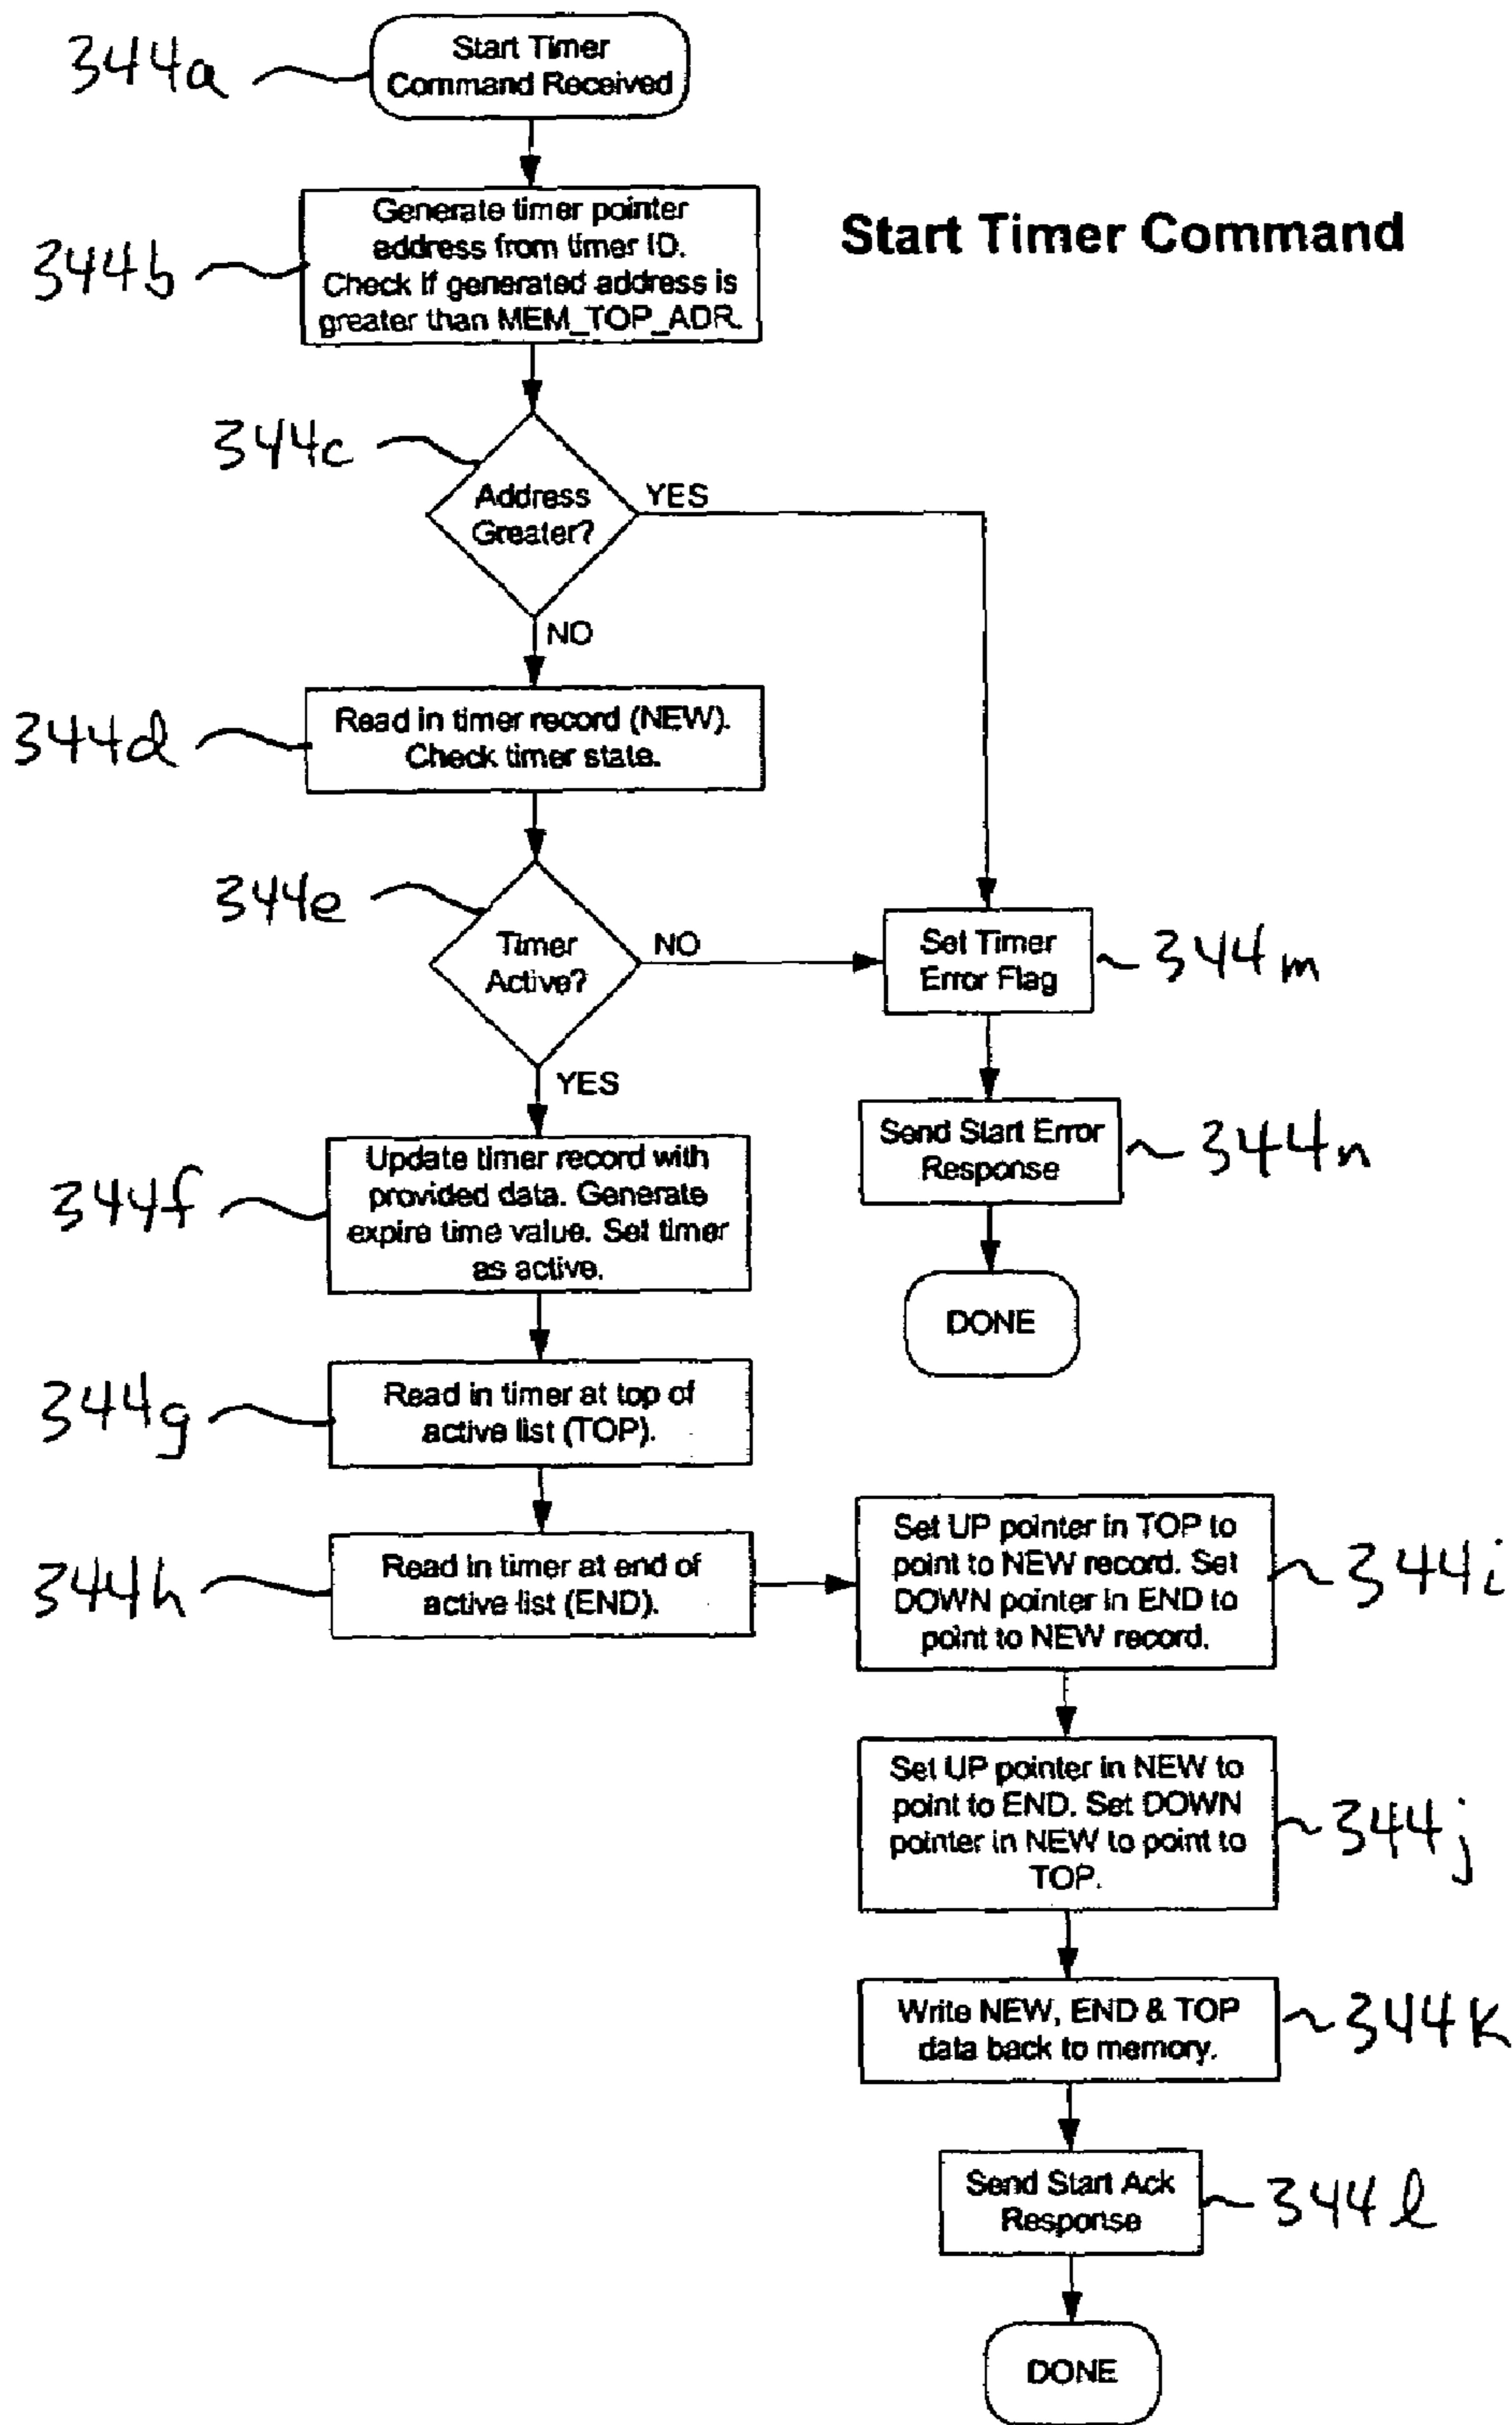 344a
Start Timer
Command Received
Start Timer Command
344b
Generate timer pointer
address from timer ID.
Check if generated address is
greater than MEM_TOP_ADR.
344c
Address
Greater?
YES
NO
344d
Read in timer record (NEW).
Check timer state.
344e
Timer
Active?
NO
YES
Set Timer
Error Flag
344m
Send Start Error
Response
344n
DONE
344f
Update timer record with
provided data. Generate
expire time value. Set timer
as active.
344g
Read in timer at top of
active list (TOP).
344h
Read in timer at end of
active list (END).
Set UP pointer in TOP to
point to NEW record. Set
DOWN pointer in END to
point to NEW record.
344i
Set UP pointer in NEW to
point to END. Set DOWN
pointer in NEW to point to
TOP.
344j
Write NEW, END & TOP
data back to memory.
344k
Send Start Ack
Response
344l
DONE